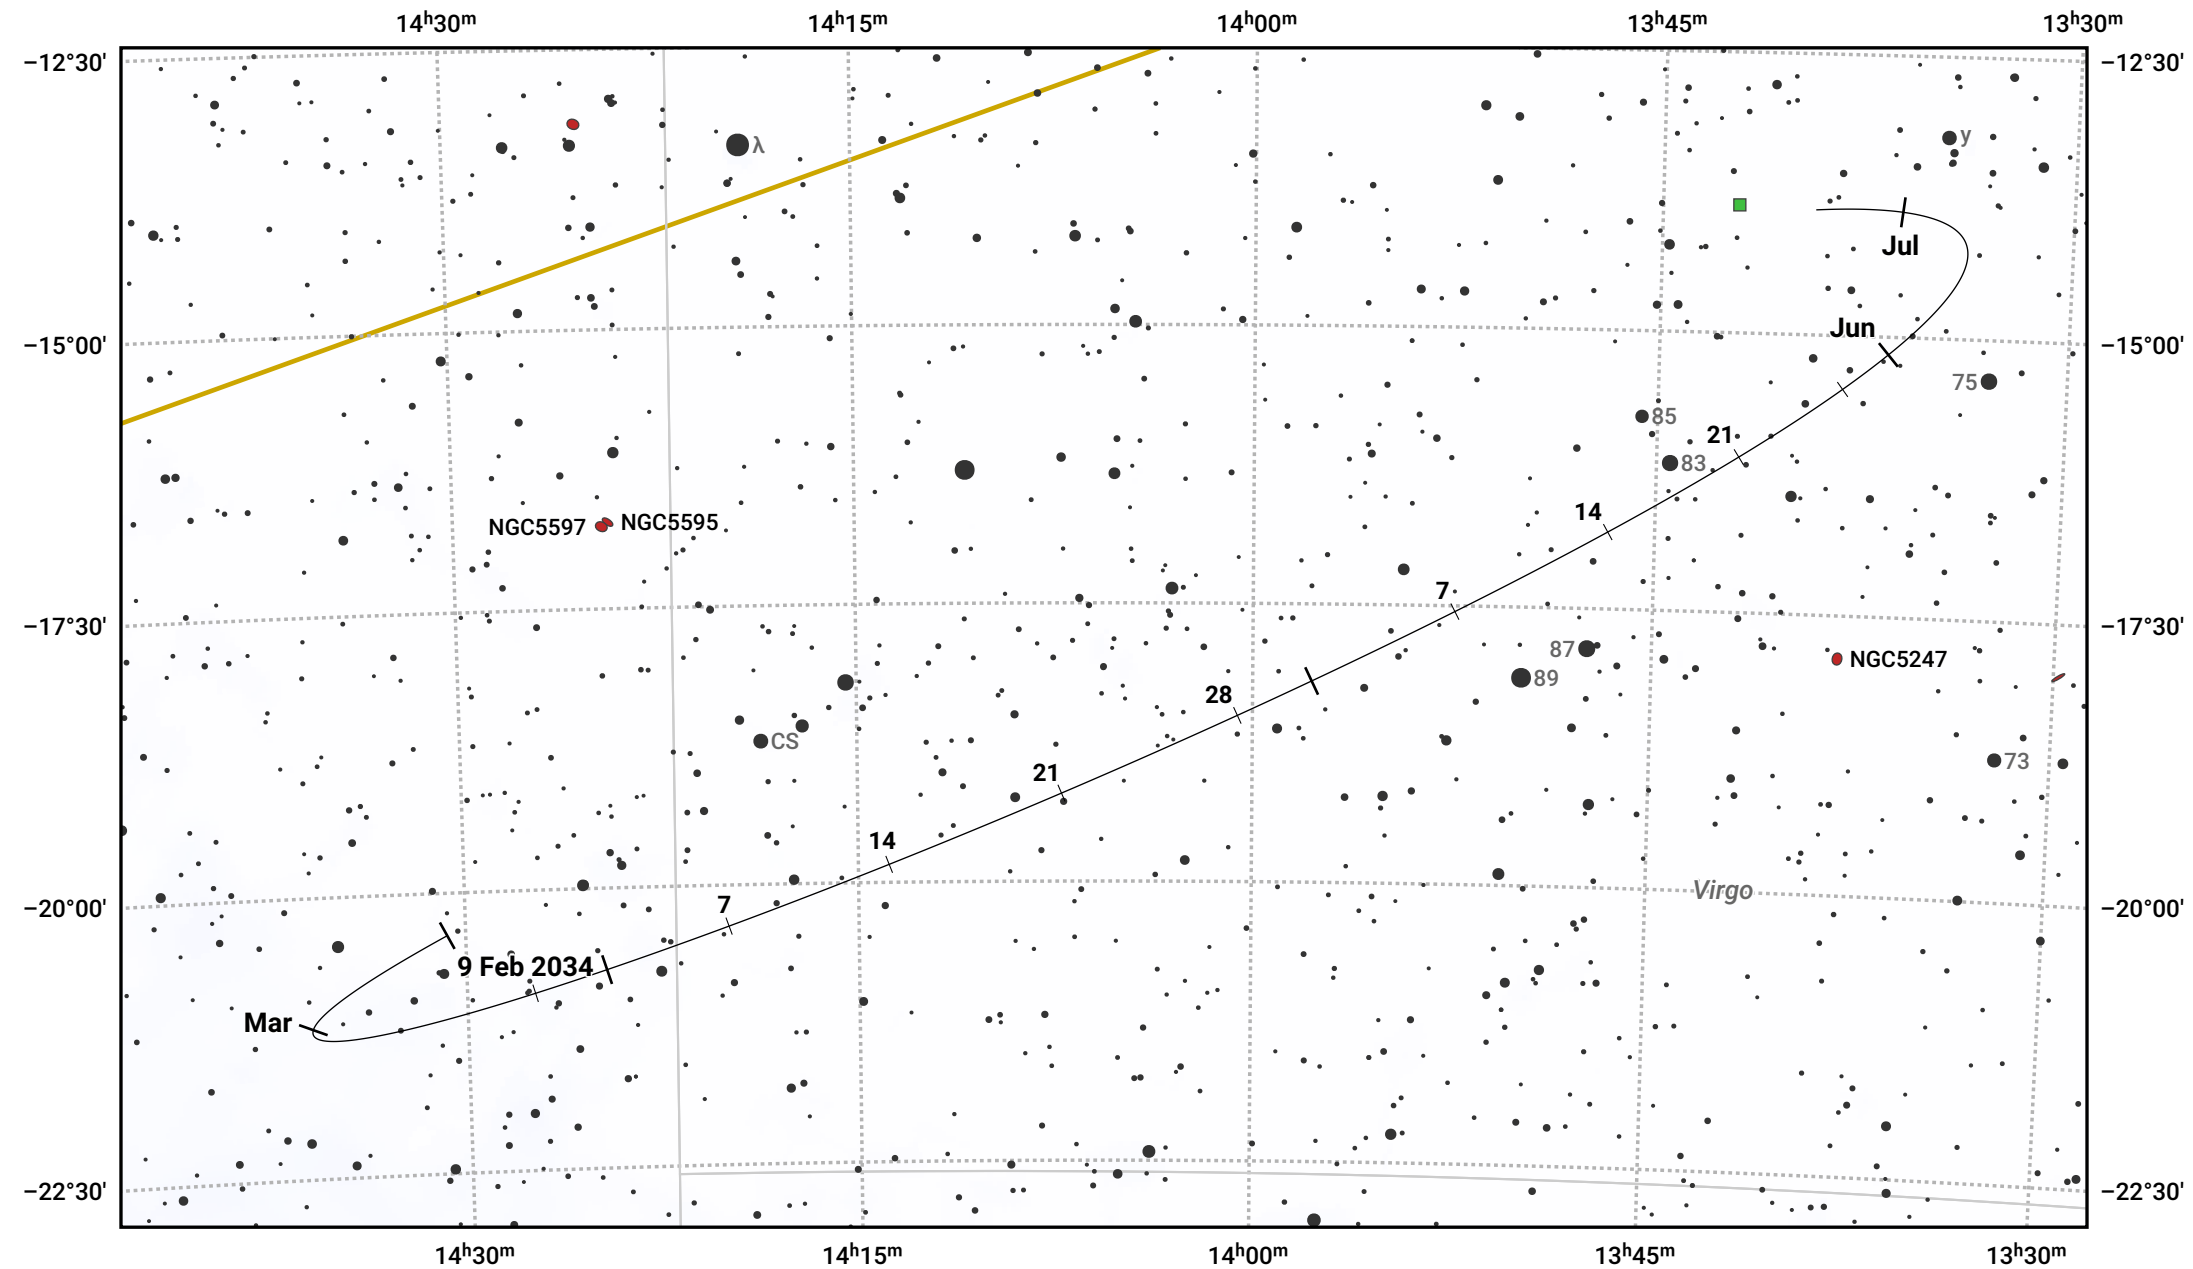 14ʰ30ᵐ 14ʰ15ᵐ 14ʰ00ᵐ 13ʰ45ᵐ 13ʰ30ᵐ
−12°30' −12°30'
λ
y
Jul
Jun
−15°00' −15°00'
75
85
21
83
14
NGC5597 NGC5595
7
−17°30' −17°30'
87
NGC5247
89
28
CS
73
21
14
Virgo
7
−20°00' −20°00'
9 Feb 2034
Mar
−22°30' −22°30'
14ʰ30ᵐ 14ʰ15ᵐ 14ʰ00ᵐ 13ʰ45ᵐ 13ʰ30ᵐ